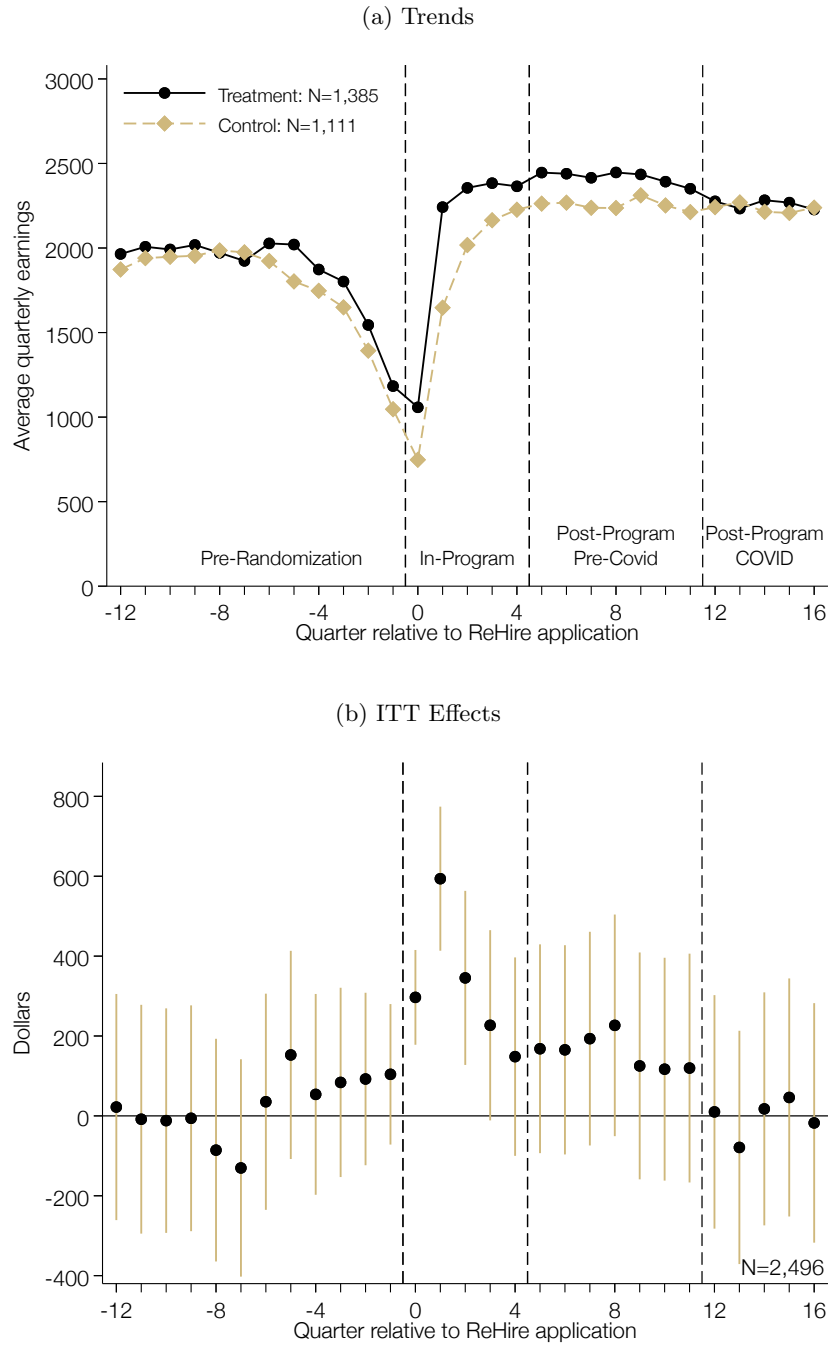 (a) Trends
3000
2500
2000
1500
1000
500
0
Average quarterly earnings
Treatment: N=1,385
Control: N=1,111
Pre-Randomization
In-Program
Post-Program
Pre-Covid
Post-Program
COVID
-12 -8 -4 0 4 8 12 16
Quarter relative to ReHire application
(b) ITT Effects
800
600
400
200
0
-200
-400
Dollars
N=2,496
-12 -8 -4 0 4 8 12 16
Quarter relative to ReHire application